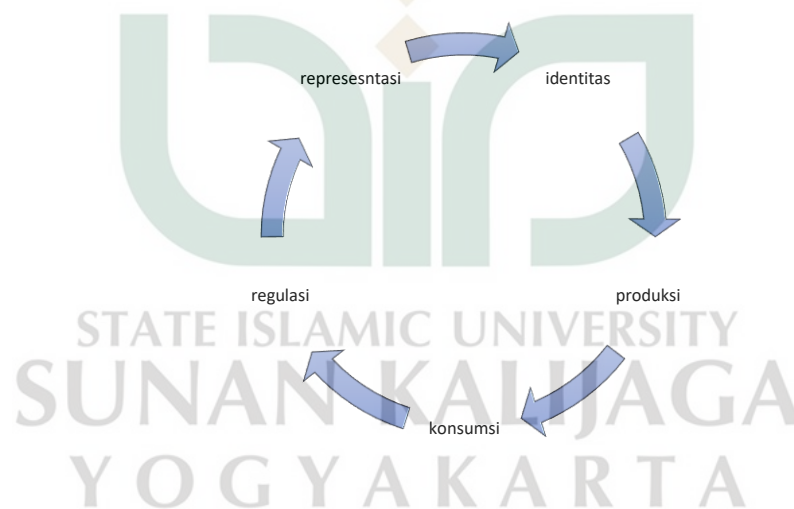 represesntasi
identitas
regulasi
produksi
STATE ISLAMIC UNIVERSITY
SUNAN KALIJAGA
konsumsi
YOGYAKARTA